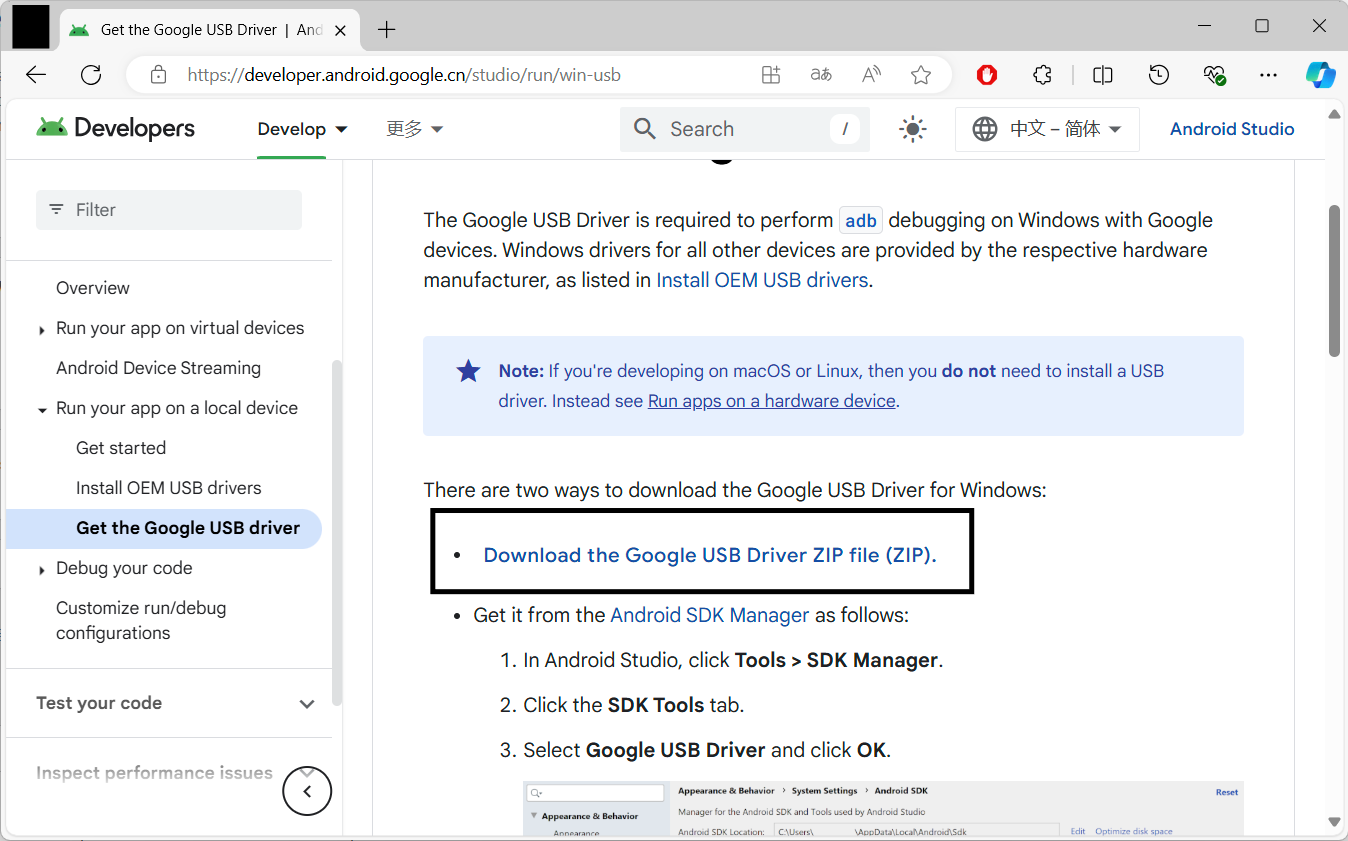 Get the Google USB Driver | And
https://developer.android.google.cn/studio/run/win-usb
Developers
Develop
更多
Search
/
中文 – 简体
Android Studio
Filter
Overview
Run your app on virtual devices
Android Device Streaming
Run your app on a local device
Get started
Install OEM USB drivers
Get the Google USB driver
Debug your code
Customize run/debug
configurations
Test your code
Inspect performance issues
The Google USB Driver is required to perform adb debugging on Windows with Google
devices. Windows drivers for all other devices are provided by the respective hardware
manufacturer, as listed in Install OEM USB drivers.
Note: If you're developing on macOS or Linux, then you do not need to install a USB
driver. Instead see Run apps on a hardware device.
There are two ways to download the Google USB Driver for Windows:
• Download the Google USB Driver ZIP file (ZIP).
• Get it from the Android SDK Manager as follows:
1. In Android Studio, click Tools > SDK Manager.
2. Click the SDK Tools tab.
3. Select Google USB Driver and click OK.
Appearance & Behavior › System Settings › Android SDK Reset
Manager for the Android SDK and Tools used by Android Studio
Appearance & Behavior
Appearance
Android SDK Location: C:\Users\ \AppData\Local\Android\Sdk Edit Optimize disk space